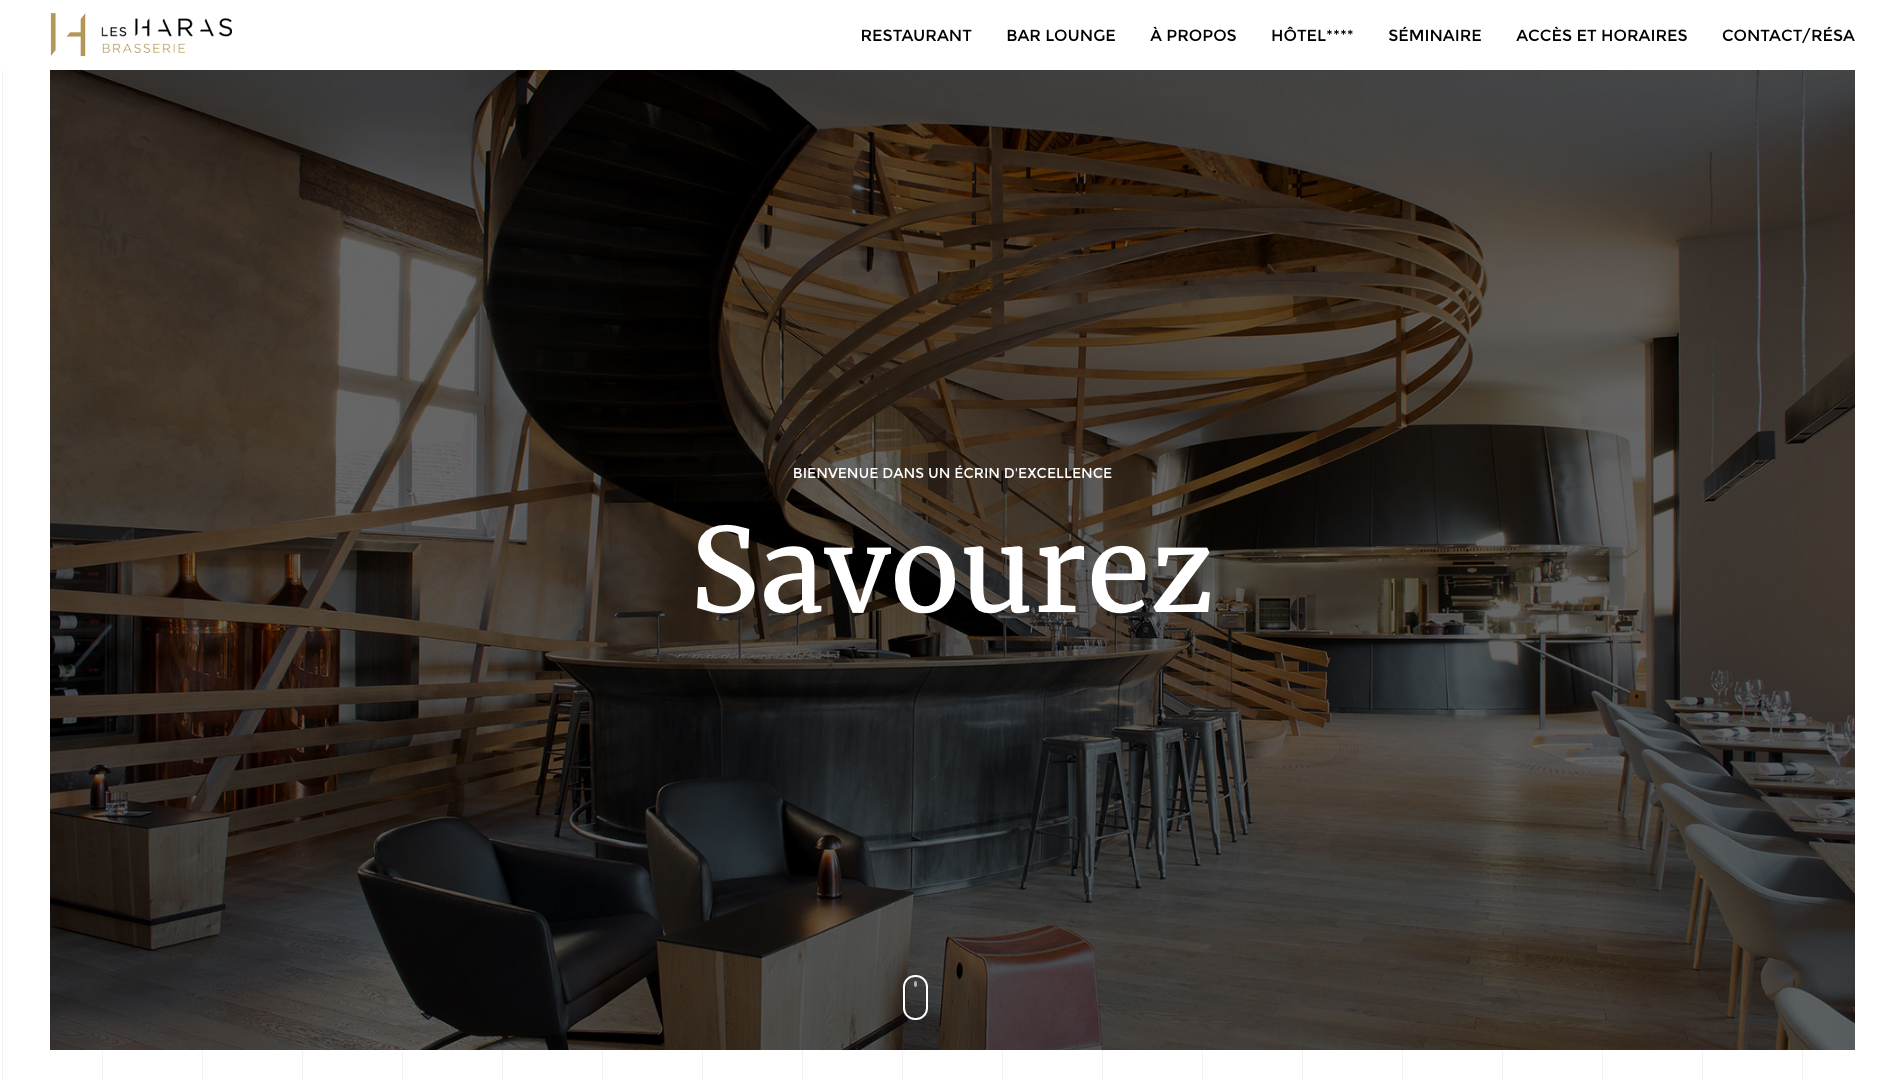 LES HARAS
BRASSERIE
RESTAURANT
BAR LOUNGE
À PROPOS
HÔTEL****
SÉMINAIRE
ACCÈS ET HORAIRES
CONTACT/RÉSA
BIENVENUE DANS UN ÉCRIN D'EXCELLENCE
Savourez